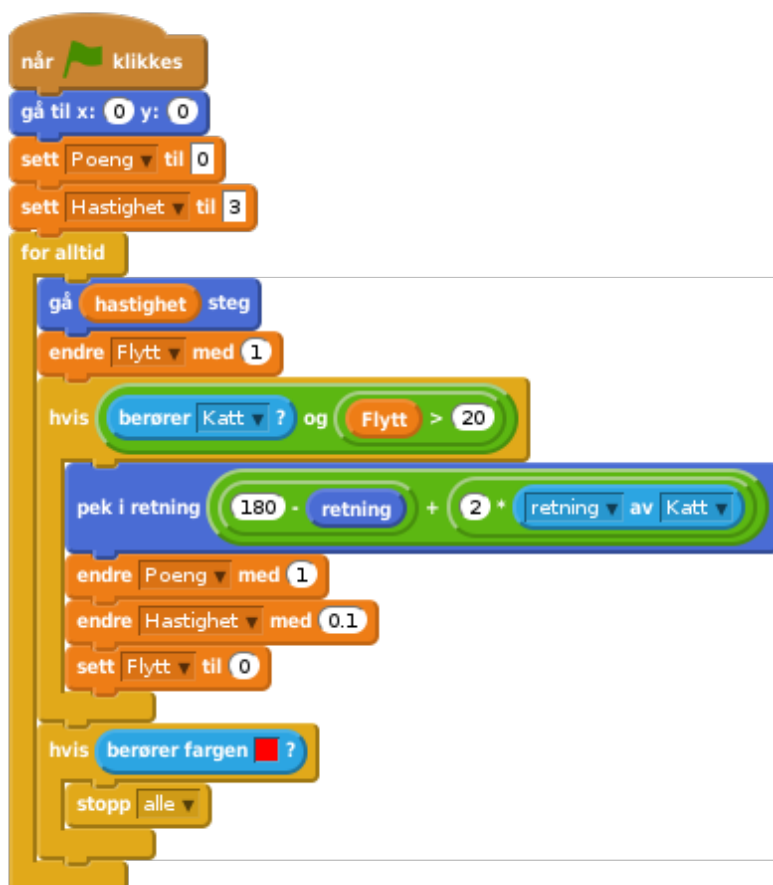 når klikkes
gå til x: 0 y: 0
sett Poeng til 0
sett Hastighet til 3
for alltid
gå hastighet steg
endre Flytt med 1
hvis berører Katt ? og Flytt > 20
pek i retning 180 - retning + 2 * retning av Katt
endre Poeng med 1
endre Hastighet med 0.1
sett Flytt til 0
hvis berører fargen ?
stopp alle